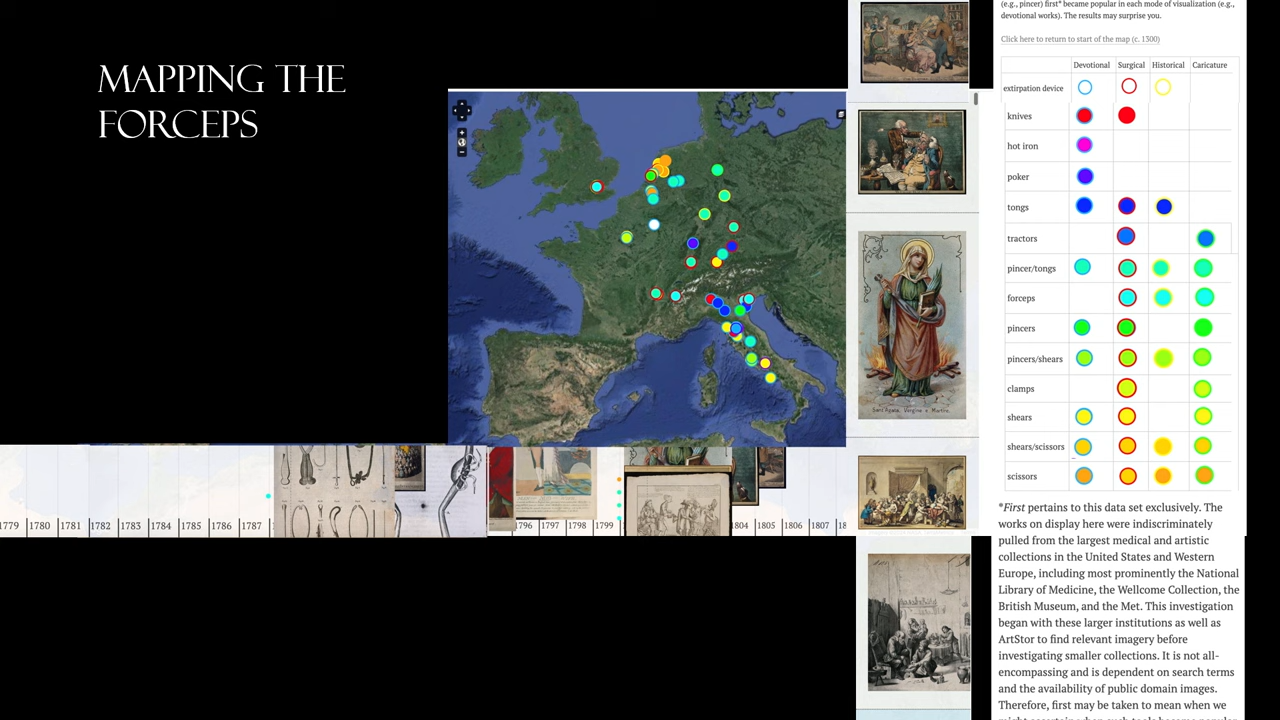 MAPPING THE
FORCEPS
(e.g., pincer) first* became popular in each mode of visualization (e.g.,
devotional works). The results may surprise you.
Click here to return to start of the map (c. 1300)
Devotional Surgical Historical Caricature
extirpation device
knives
hot iron
poker
tongs
tractors
pincer/tongs
forceps
pincers
pincers/shears
clamps
shears
shears/scissors
scissors
*First pertains to this data set exclusively. The
works on display here were indiscriminately
pulled from the largest medical and artistic
collections in the United States and Western
Europe, including most prominently the National
Library of Medicine, the Wellcome Collection, the
British Museum, and the Met. This investigation
began with these larger institutions as well as
ArtStor to find relevant imagery before
investigating smaller collections. It is not all-
encompassing and is dependent on search terms
and the availability of public domain images.
Therefore, first may be taken to mean when we
Sant'Agata, Vergine e Martire.
1779 1780 1781 1782 1783 1784 1785 1786 1787 1796 1797 1798 1799 1804 1805 1806 1807 18